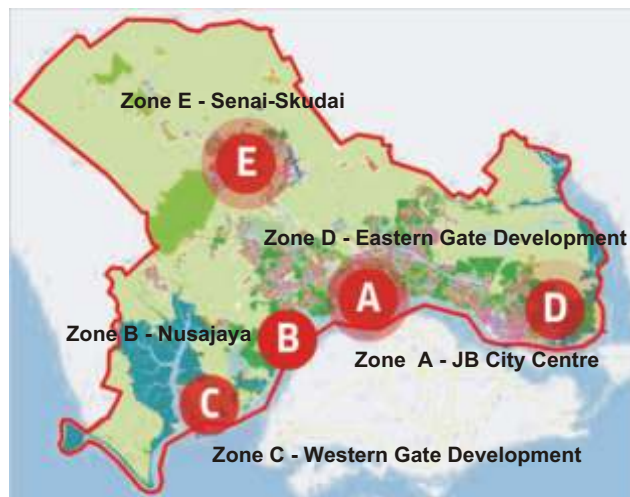 Zone E - Senai-Skudai
E
Zone D - Eastern Gate Development
A
D
Zone B - Nusajaya
B
Zone A - JB City Centre
C
Zone C - Western Gate Development